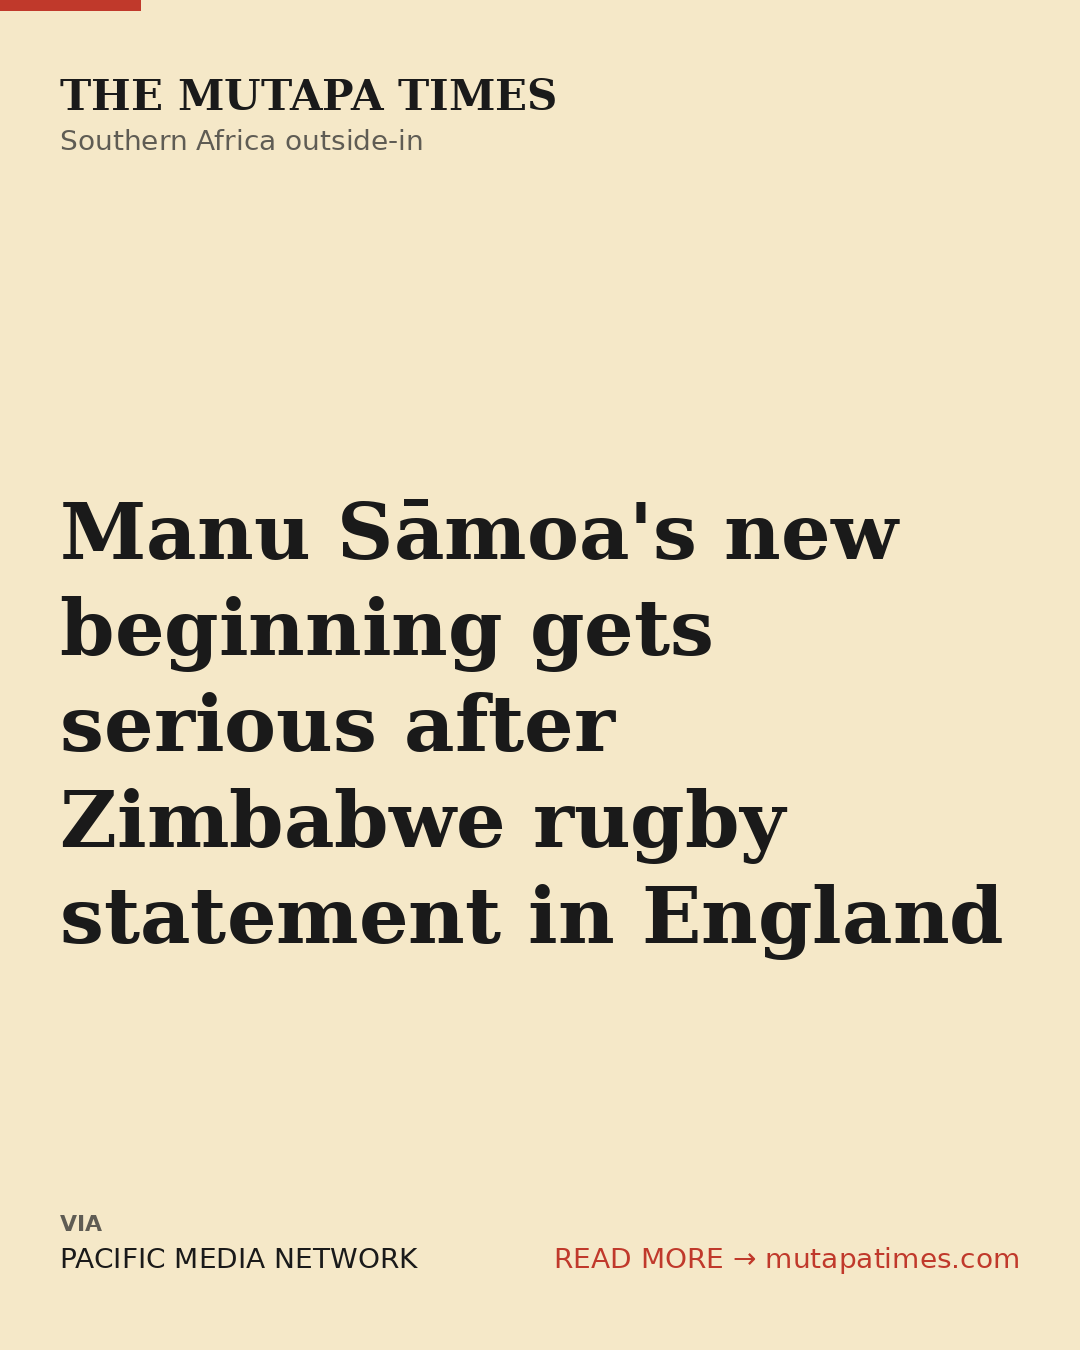 THE MUTAPA TIMES
Southern Africa outside-in
Manu Sāmoa's new
beginning gets
serious after
Zimbabwe rugby
statement in England
VIA
PACIFIC MEDIA NETWORK
READ MORE → mutapatimes.com